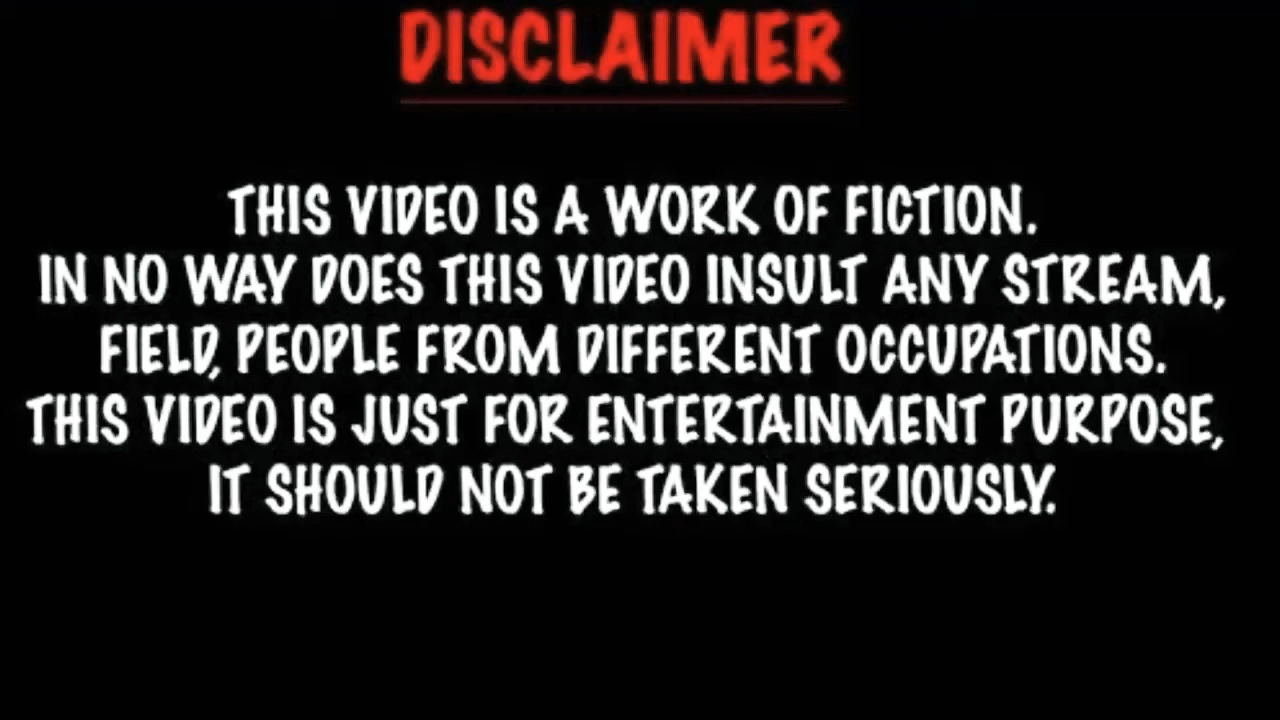 DISCLAIMER
THIS VIDEO IS A WORK OF FICTION.
IN NO WAY DOES THIS VIDEO INSULT ANY STREAM,
FIELD, PEOPLE FROM DIFFERENT OCCUPATIONS.
THIS VIDEO IS JUST FOR ENTERTAINMENT PURPOSE,
IT SHOULD NOT BE TAKEN SERIOUSLY.